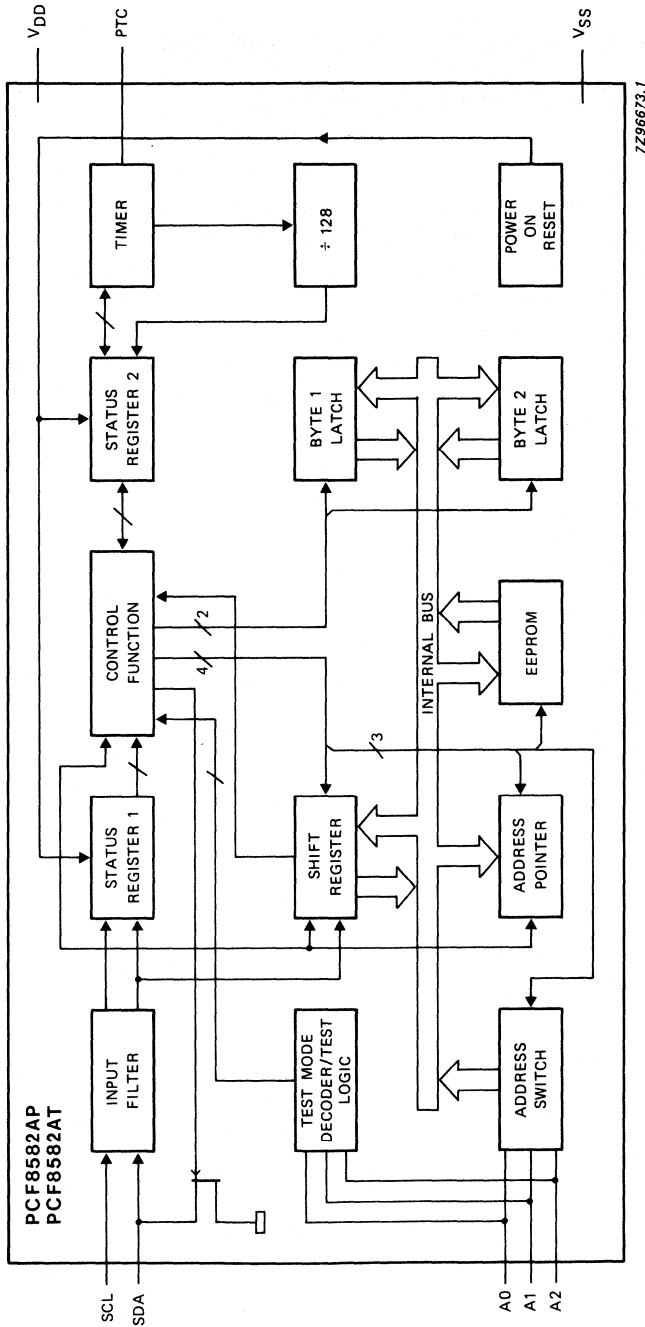 PCF8582AP
PCF8582AT
SCL
SDA
A0
A1
A2
INPUT
FILTER
STATUS
REGISTER 1
CONTROL
FUNCTION
STATUS
REGISTER 2
TIMER
VDD
PTC
VSS
TEST MODE
DECODER/TEST
LOGIC
SHIFT
REGISTER
4
2
3
BYTE 1
LATCH
÷ 128
INTERNAL BUS
ADDRESS
SWITCH
ADDRESS
POINTER
EEPROM
BYTE 2
LATCH
POWER
ON
RESET
7Z96673.1